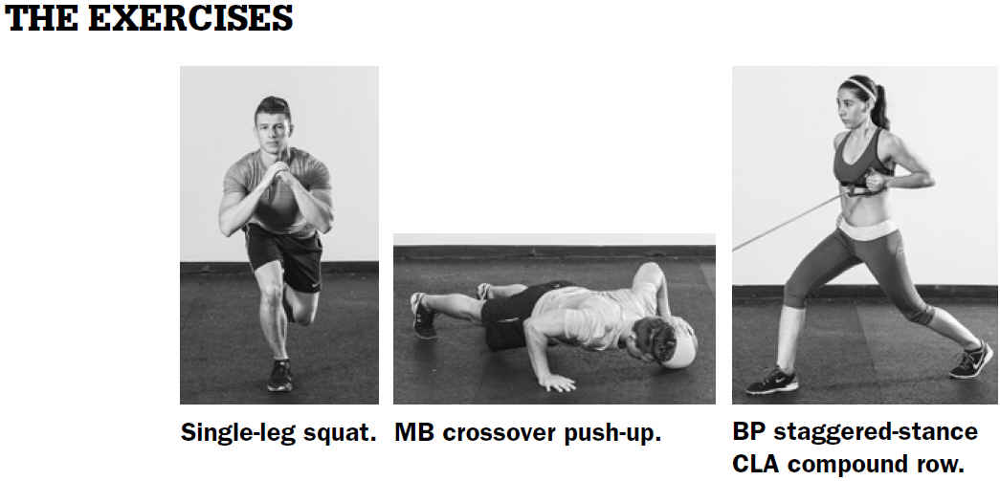 THE EXERCISES
Single-leg squat.
MB crossover push-up.
BP staggered-stance
CLA compound row.